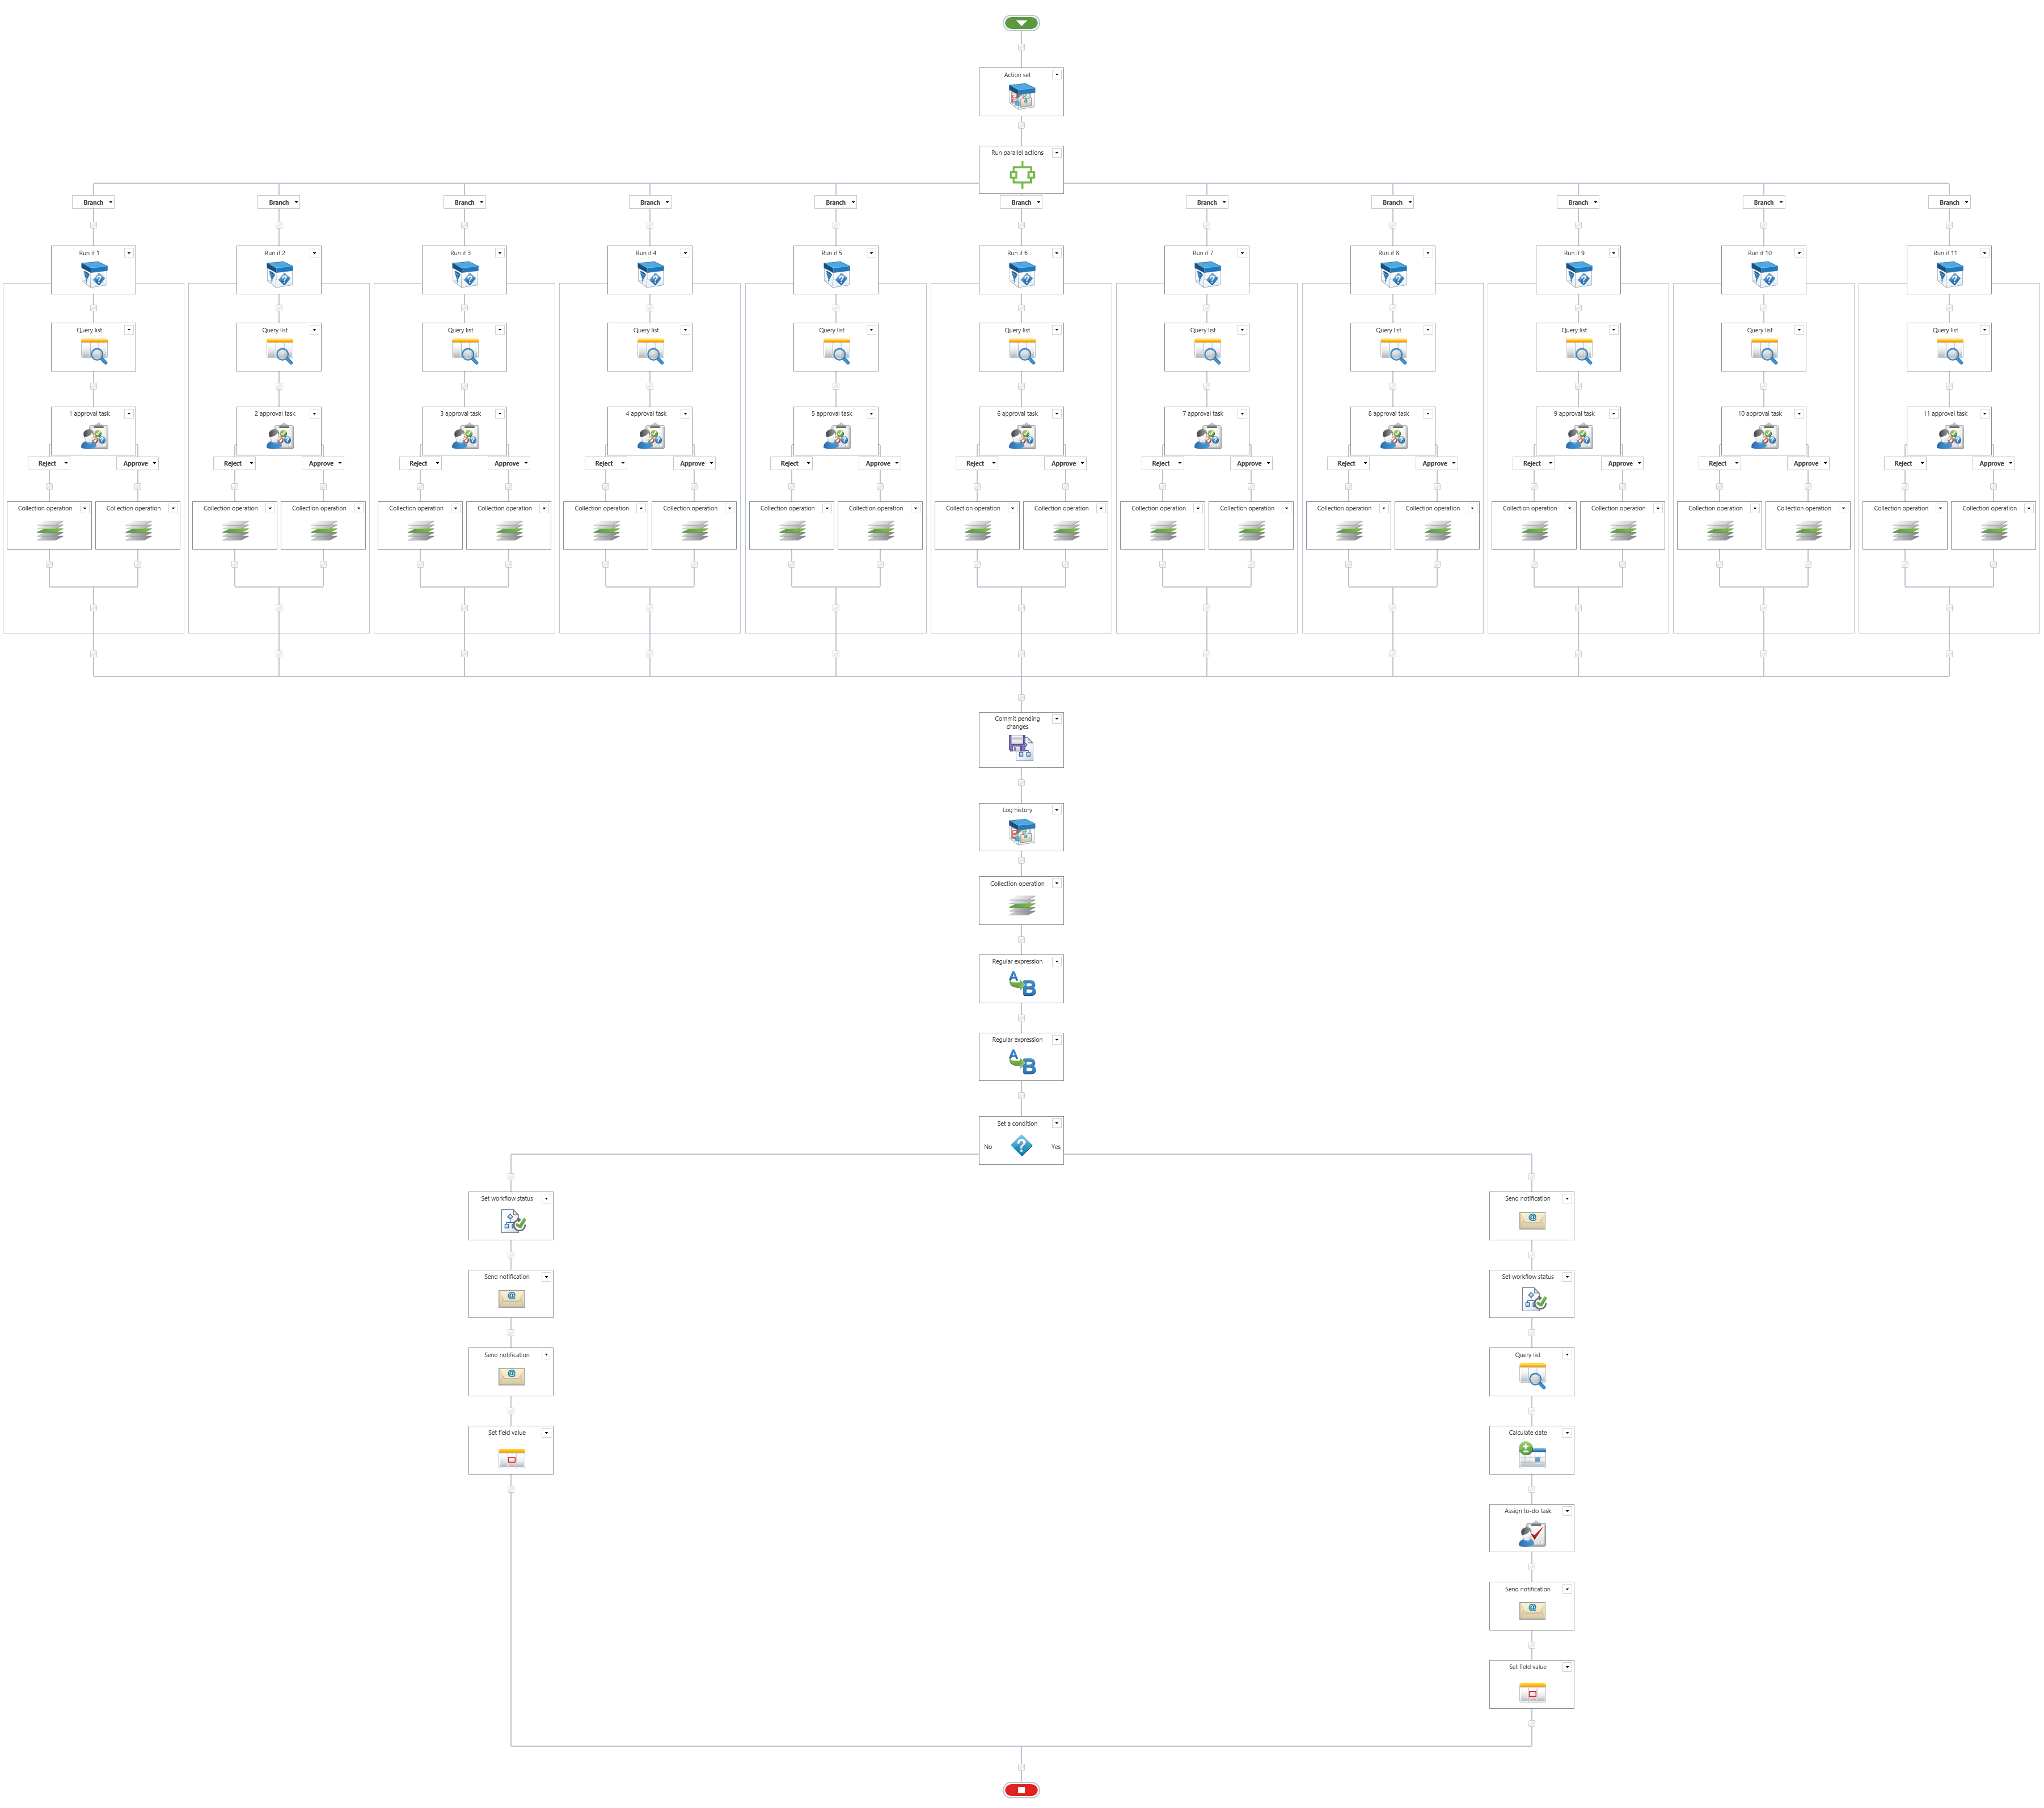 Action set
Run parallel actions
Branch Branch Branch Branch Branch Branch Branch Branch Branch Branch Branch
Run if 1 Run if 2 Run if 3 Run if 4 Run if 5 Run if 6 Run if 7 Run if 8 Run if 9 Run if 10 Run if 11
Query list Query list Query list Query list Query list Query list Query list Query list Query list Query list Query list
1 approval task 2 approval task 3 approval task 4 approval task 5 approval task 6 approval task 7 approval task 8 approval task 9 approval task 10 approval task 11 approval task
Reject Approve Reject Approve Reject Approve Reject Approve Reject Approve Reject Approve Reject Approve Reject Approve Reject Approve Reject Approve Reject Approve
Collection operation Collection operation Collection operation Collection operation Collection operation Collection operation Collection operation Collection operation Collection operation Collection operation Collection operation Collection operation Collection operation Collection operation Collection operation Collection operation Collection operation Collection operation Collection operation Collection operation Collection operation Collection operation
Commit pending
changes
Log history
Collection operation
Regular expression
Regular expression
Set a condition
No Yes
Set workflow status Send notification
Send notification Set workflow status
Send notification Query list
Set field value Calculate date
Assign to-do task
Send notification
Set field value